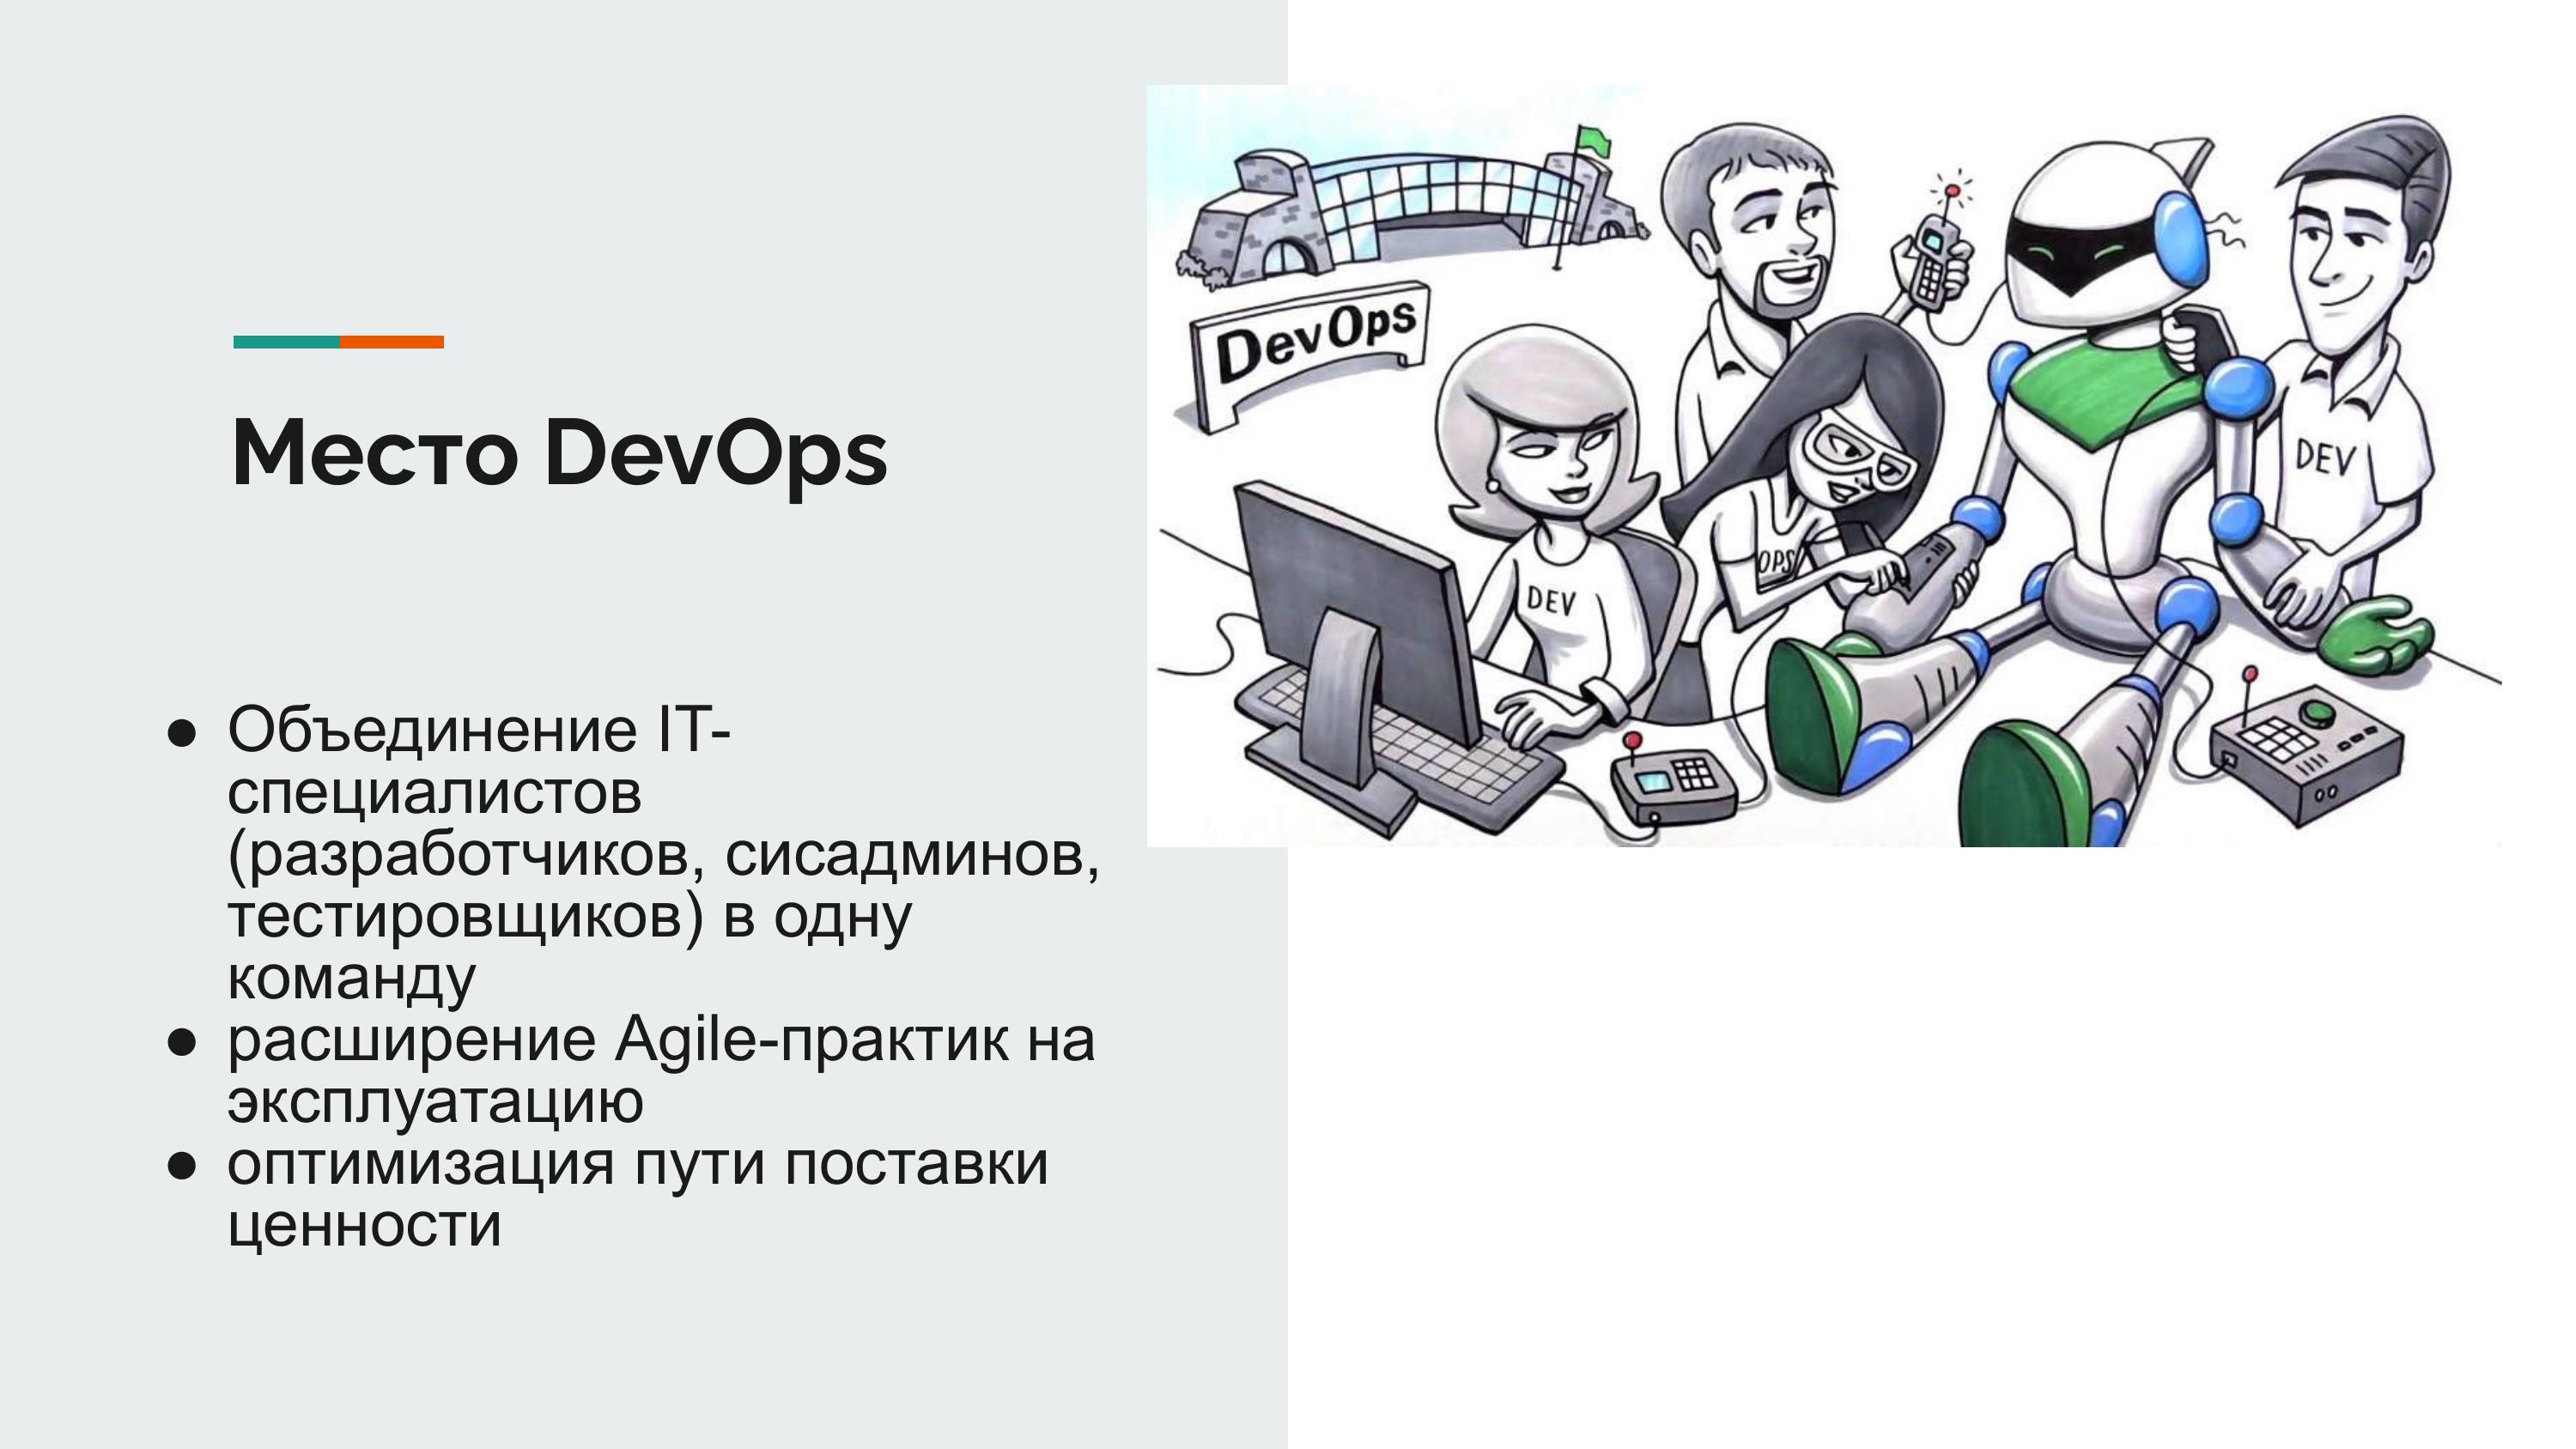 Место DevOps
● Объединение IT-
специалистов
(разработчиков, сисадминов,
тестировщиков) в одну
команду
● расширение Agile-практик на
эксплуатацию
● оптимизация пути поставки
ценности
DevOps
DEV
OPS
DEV